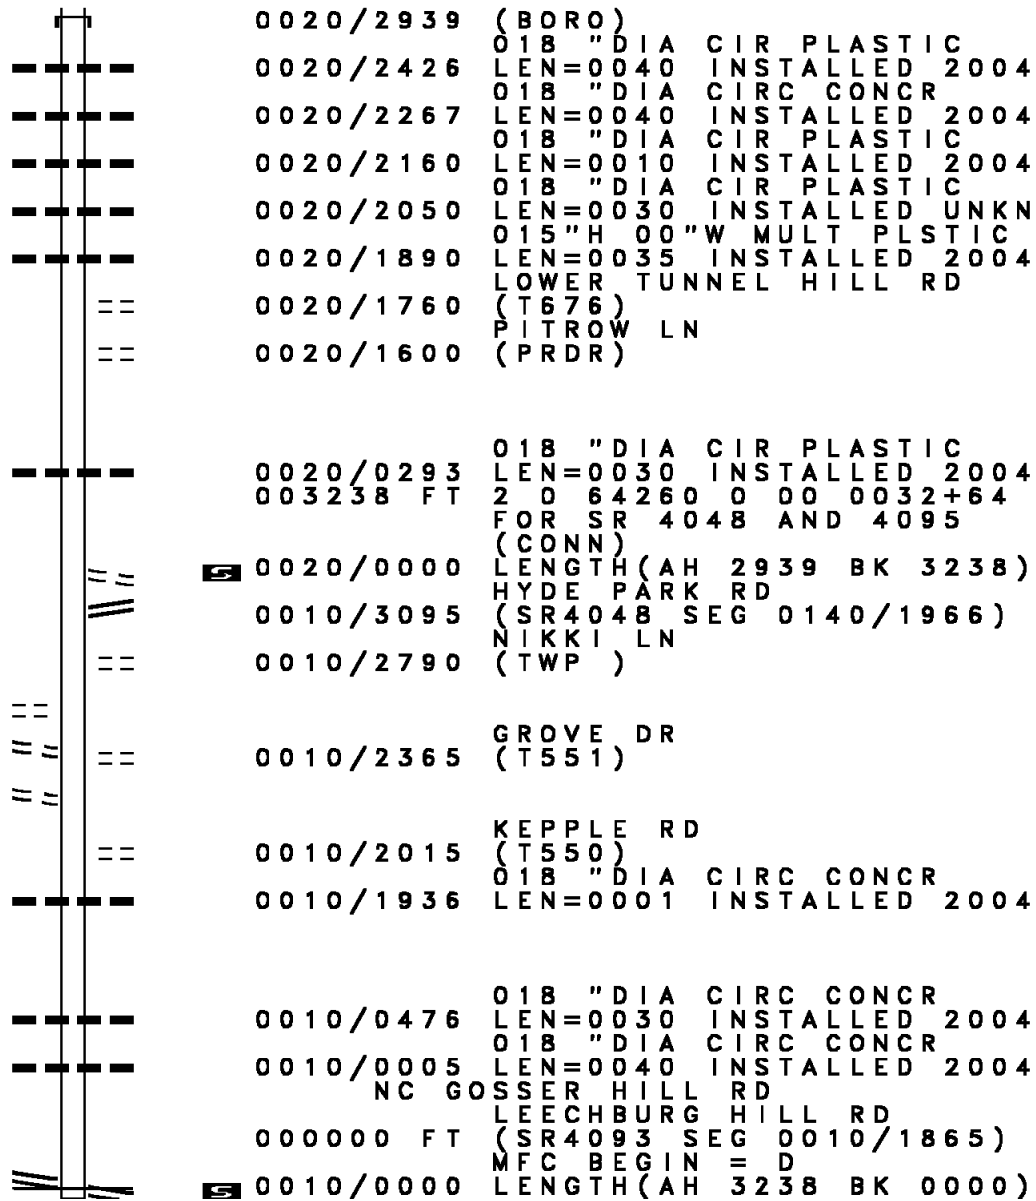 0020/2939 (BORO)
018 "DIA CIR PLASTIC
0020/2426 LEN=0040 INSTALLED 2004
018 "DIA CIRC CONCR
0020/2267 LEN=0040 INSTALLED 2004
018 "DIA CIR PLASTIC
0020/2160 LEN=0010 INSTALLED 2004
018 "DIA CIR PLASTIC
0020/2050 LEN=0030 INSTALLED UNKN
015"H 00"W MULT PLSTIC
0020/1890 LEN=0035 INSTALLED 2004
LOWER TUNNEL HILL RD
0020/1760 (T676)
PITROW LN
0020/1600 (PRDR)
018 "DIA CIR PLASTIC
0020/0293 LEN=0030 INSTALLED 2004
003238 FT 2 0 64260 0 00 0032+64
FOR SR 4048 AND 4095
(CONN)
S 0020/0000 LENGTH(AH 2939 BK 3238)
HYDE PARK RD
0010/3095 (SR4048 SEG 0140/1966)
NIKKI LN
0010/2790 (TWP )
GROVE DR
0010/2365 (T551)
KEPPLE RD
0010/2015 (T550)
018 "DIA CIRC CONCR
0010/1936 LEN=0001 INSTALLED 2004
018 "DIA CIRC CONCR
0010/0476 LEN=0030 INSTALLED 2004
018 "DIA CIRC CONCR
0010/0005 LEN=0040 INSTALLED 2004
NC GOSSER HILL RD
LEECHBURG HILL RD
000000 FT (SR4093 SEG 0010/1865)
MFC BEGIN = D
S 0010/0000 LENGTH(AH 3238 BK 0000)